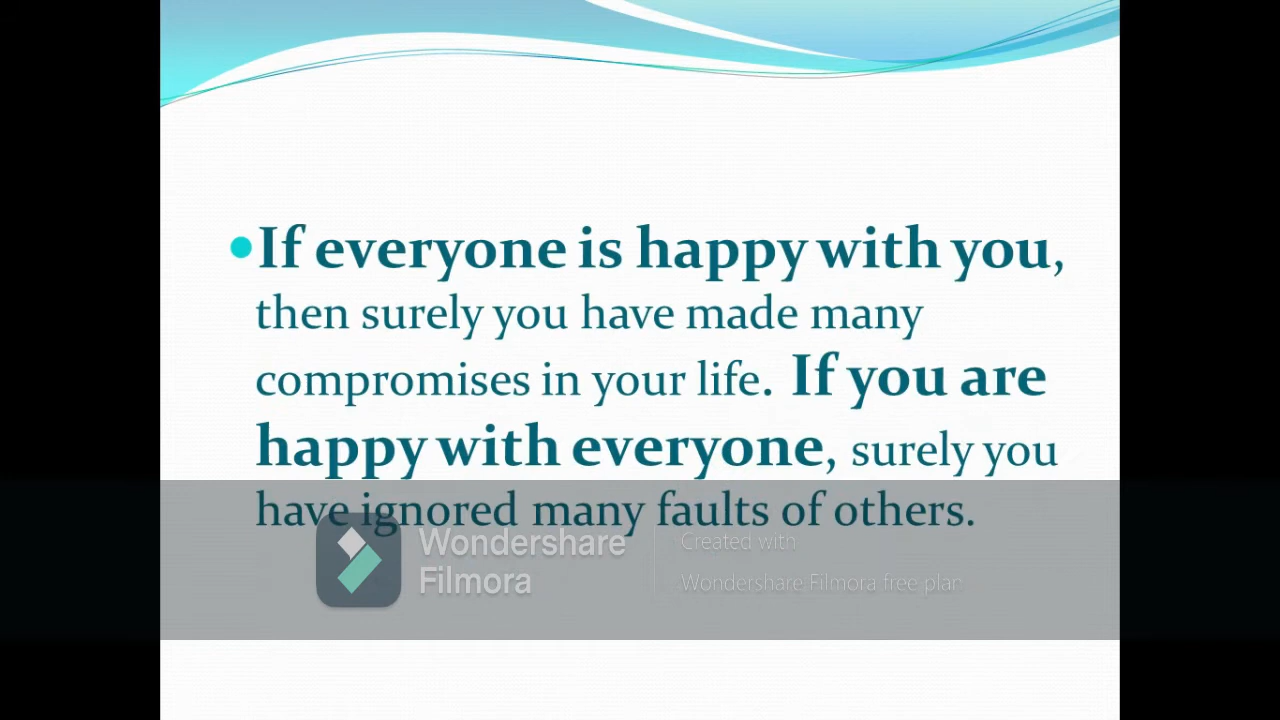 •If everyone is happy with you,
then surely you have made many
compromises in your life. If you are
happy with everyone, surely you
have ignored many faults of others.
Wondershare
Filmora
Created with
Wondershare Filmora free plan